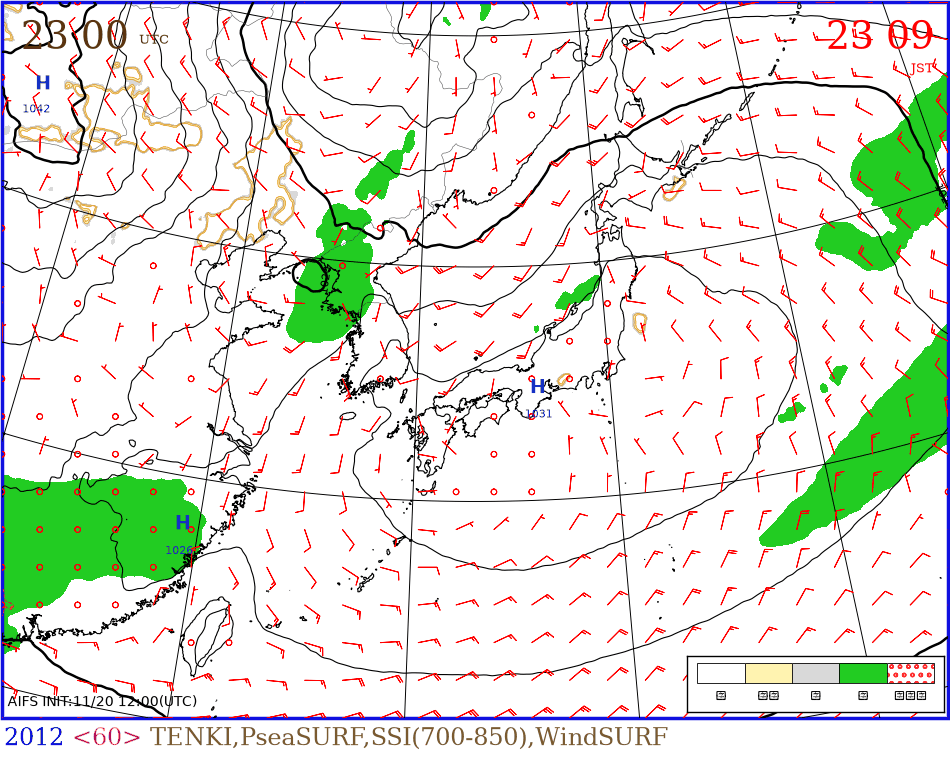 23 00 UTC
23 09
JST
H
1042
H
1031
H
1026
AIFS INIT:11/20 12:00(UTC)
2012 <60> TENKI,PseaSURF,SSI(700-850),WindSURF